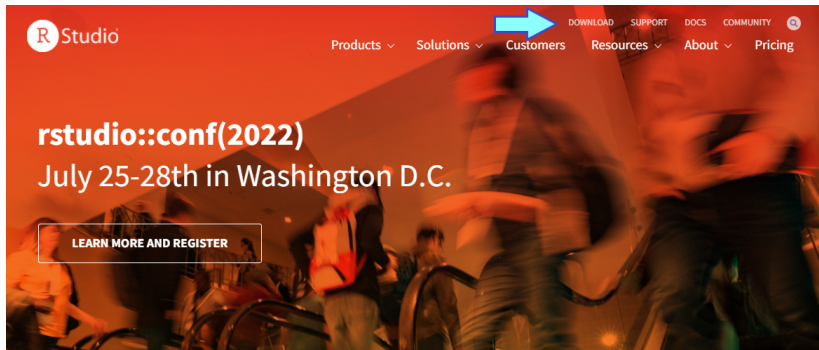 DOWNLOAD SUPPORT DOCS COMMUNITY
R Studio
Products Solutions Customers Resources About Pricing
rstudio::conf(2022)
July 25-28th in Washington D.C.
LEARN MORE AND REGISTER